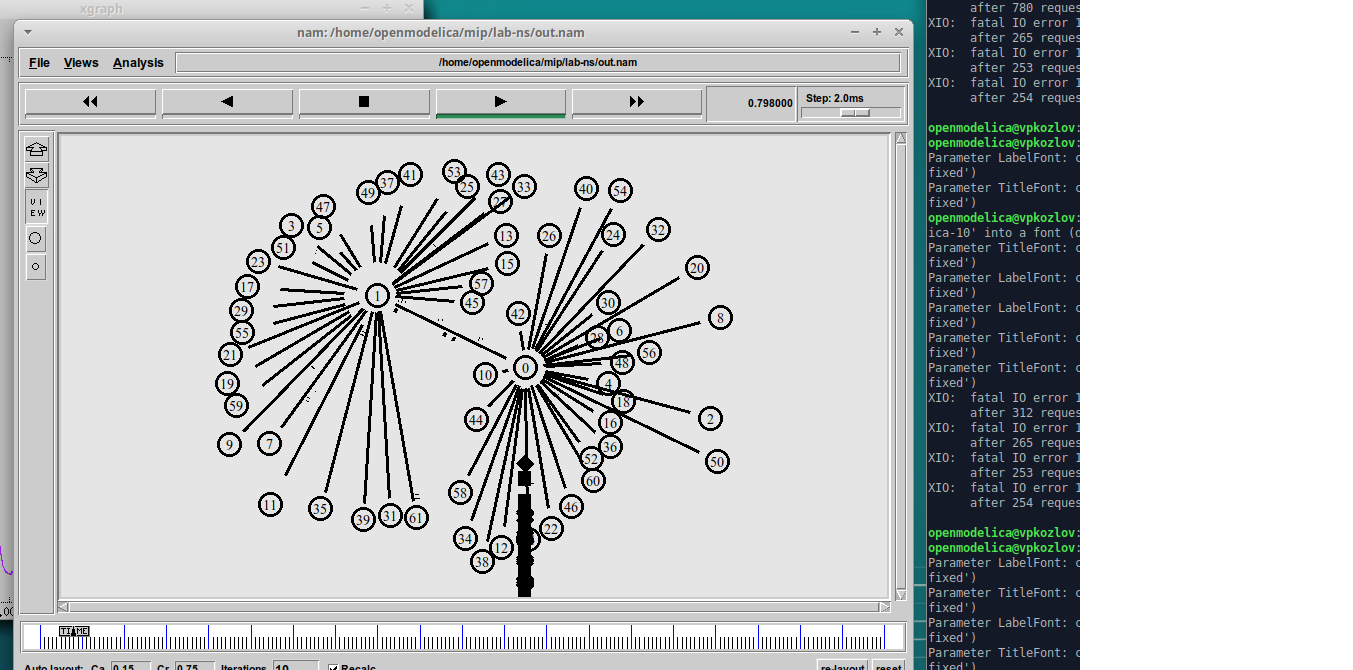 xgraph
nam: /home/openmodelica/mip/lab-ns/out.nam
File Views Analysis /home/openmodelica/mip/lab-ns/out.nam
0.798000 Step: 2.0ms
VI
EW
53
41 43
37 25 33 40 54
49 27
47
3 5 13 26 24 32
51
23 15 20
17 57
1 45 30
29 42 8
55 28 6
21 56
0 48
10 4
19 18
59 44 16 2
9 7 36
52 50
60
58
11 35 46
39 31 61
22
34 12
38
TIME
Auto layout: Ca 0.15 Cr 0.75 Iterations 10 Recalc re-layout reset
after 780 reques
XIO: fatal IO error 1
after 265 reques
XIO: fatal IO error 1
after 253 reques
XIO: fatal IO error 1
after 254 reques
openmodelica@vpkozlov:
openmodelica@vpkozlov:
Parameter LabelFont: c
fixed')
Parameter TitleFont: c
fixed')
openmodelica@vpkozlov:
ica-10' into a font (d
Parameter TitleFont: c
fixed')
Parameter LabelFont: c
fixed')
Parameter LabelFont: c
fixed')
Parameter TitleFont: c
fixed')
Parameter TitleFont: c
fixed')
XIO: fatal IO error 1
after 312 reques
XIO: fatal IO error 1
after 265 reques
XIO: fatal IO error 1
after 253 reques
XIO: fatal IO error 1
after 254 reques
openmodelica@vpkozlov:
openmodelica@vpkozlov:
Parameter LabelFont: c
fixed')
Parameter TitleFont: c
fixed')
Parameter LabelFont: c
fixed')
Parameter TitleFont: c
fixed')